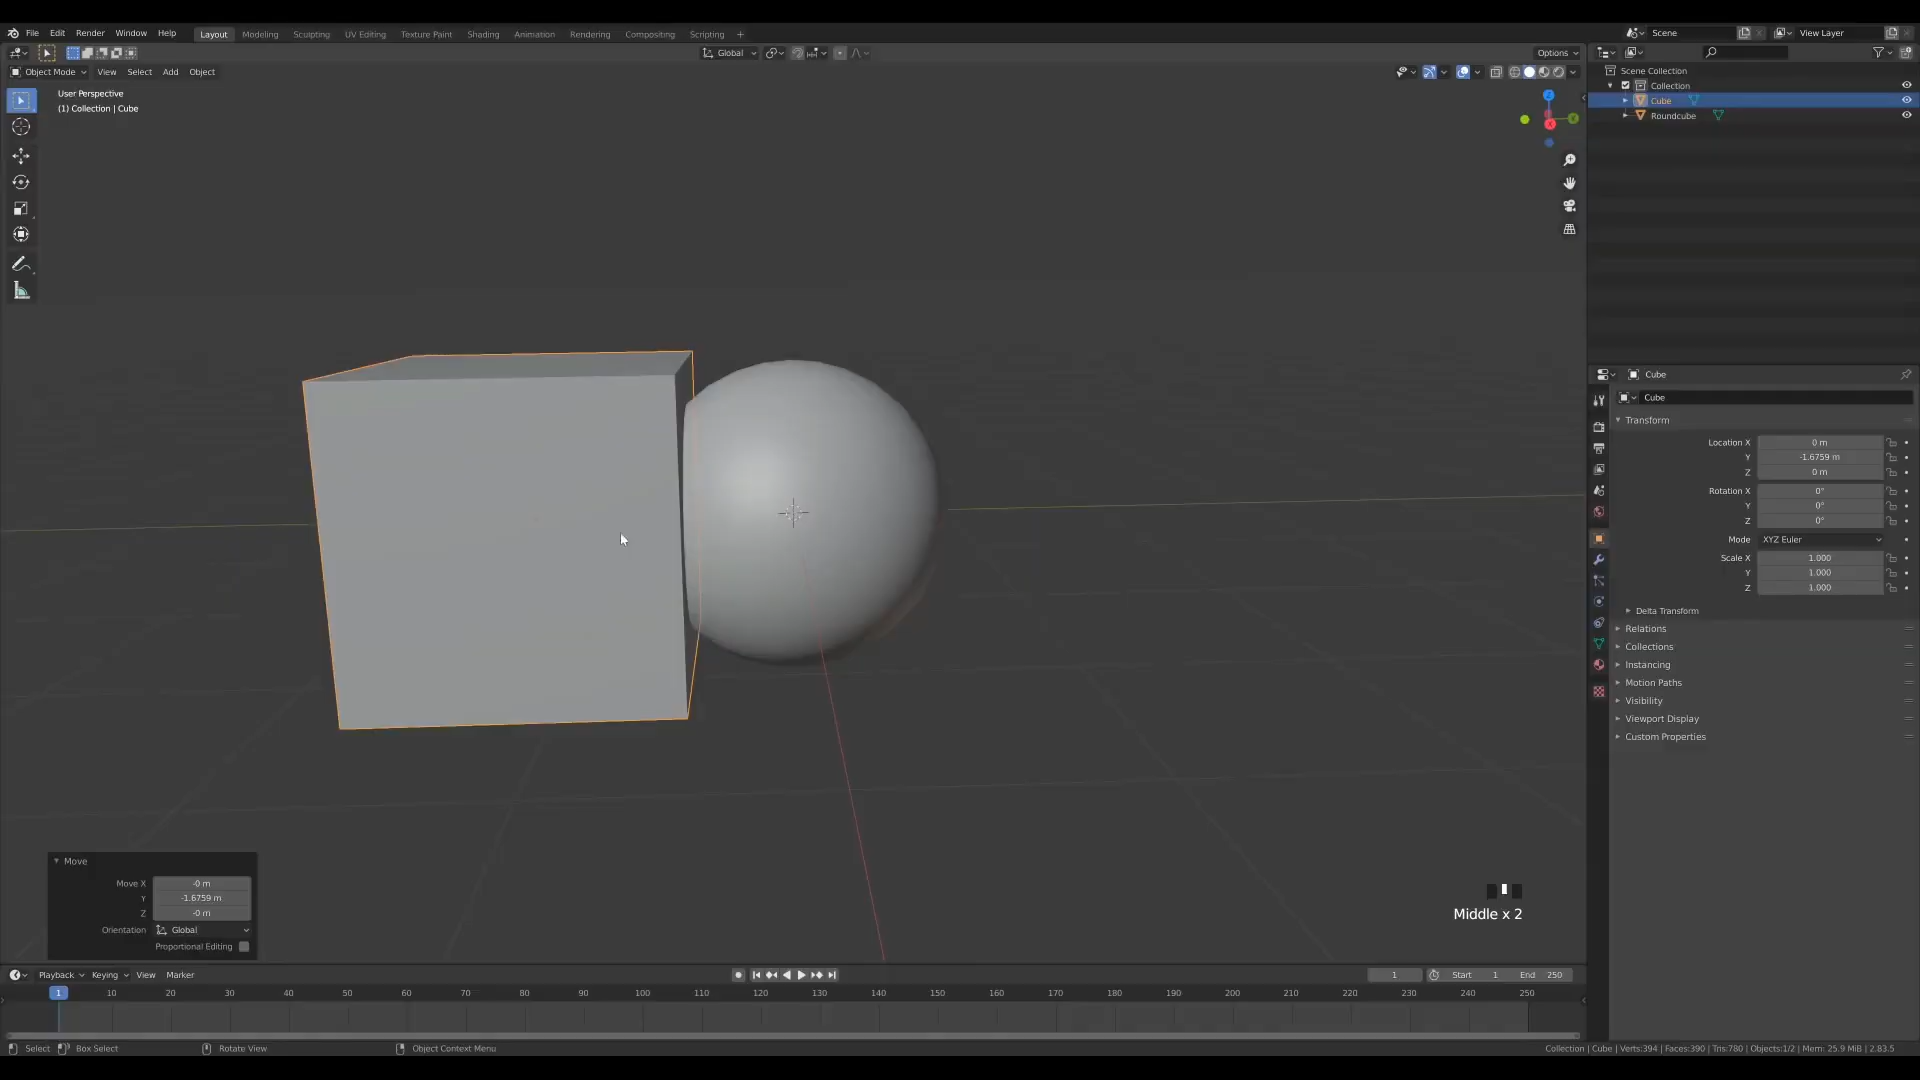 File Edit Render Window Help Layout Modeling Sculpting UV Editing Texture Paint Shading Animation Rendering Compositing Scripting + Scene View Layer
Global Options
Object Mode View Select Add Object
User Perspective
(1) Collection | Cube
Scene Collection
Collection
Cube
Roundcube
Z
X
Cube
Cube
Transform
Location X 0 m
Y -1.6759 m
Z 0 m
Rotation X 0°
Y 0°
Z 0°
Mode XYZ Euler
Scale X 1.000
Y 1.000
Z 1.000
Delta Transform
Relations
Collections
Instancing
Motion Paths
Visibility
Viewport Display
Custom Properties
Move
Move X -0 m
Y -1.6759 m
Z -0 m
Orientation Global
Proportional Editing
Middle x 2
Playback Keying View Marker 1 Start 1 End 250
1 10 20 30 40 50 60 70 80 90 100 110 120 130 140 150 160 170 180 190 200 210 220 230 240 250
Select Box Select Rotate View Object Context Menu Collection | Cube | Verts:394 | Faces:390 | Tris:780 | Objects:1/2 | Mem: 25.9 MiB | 2.83.5